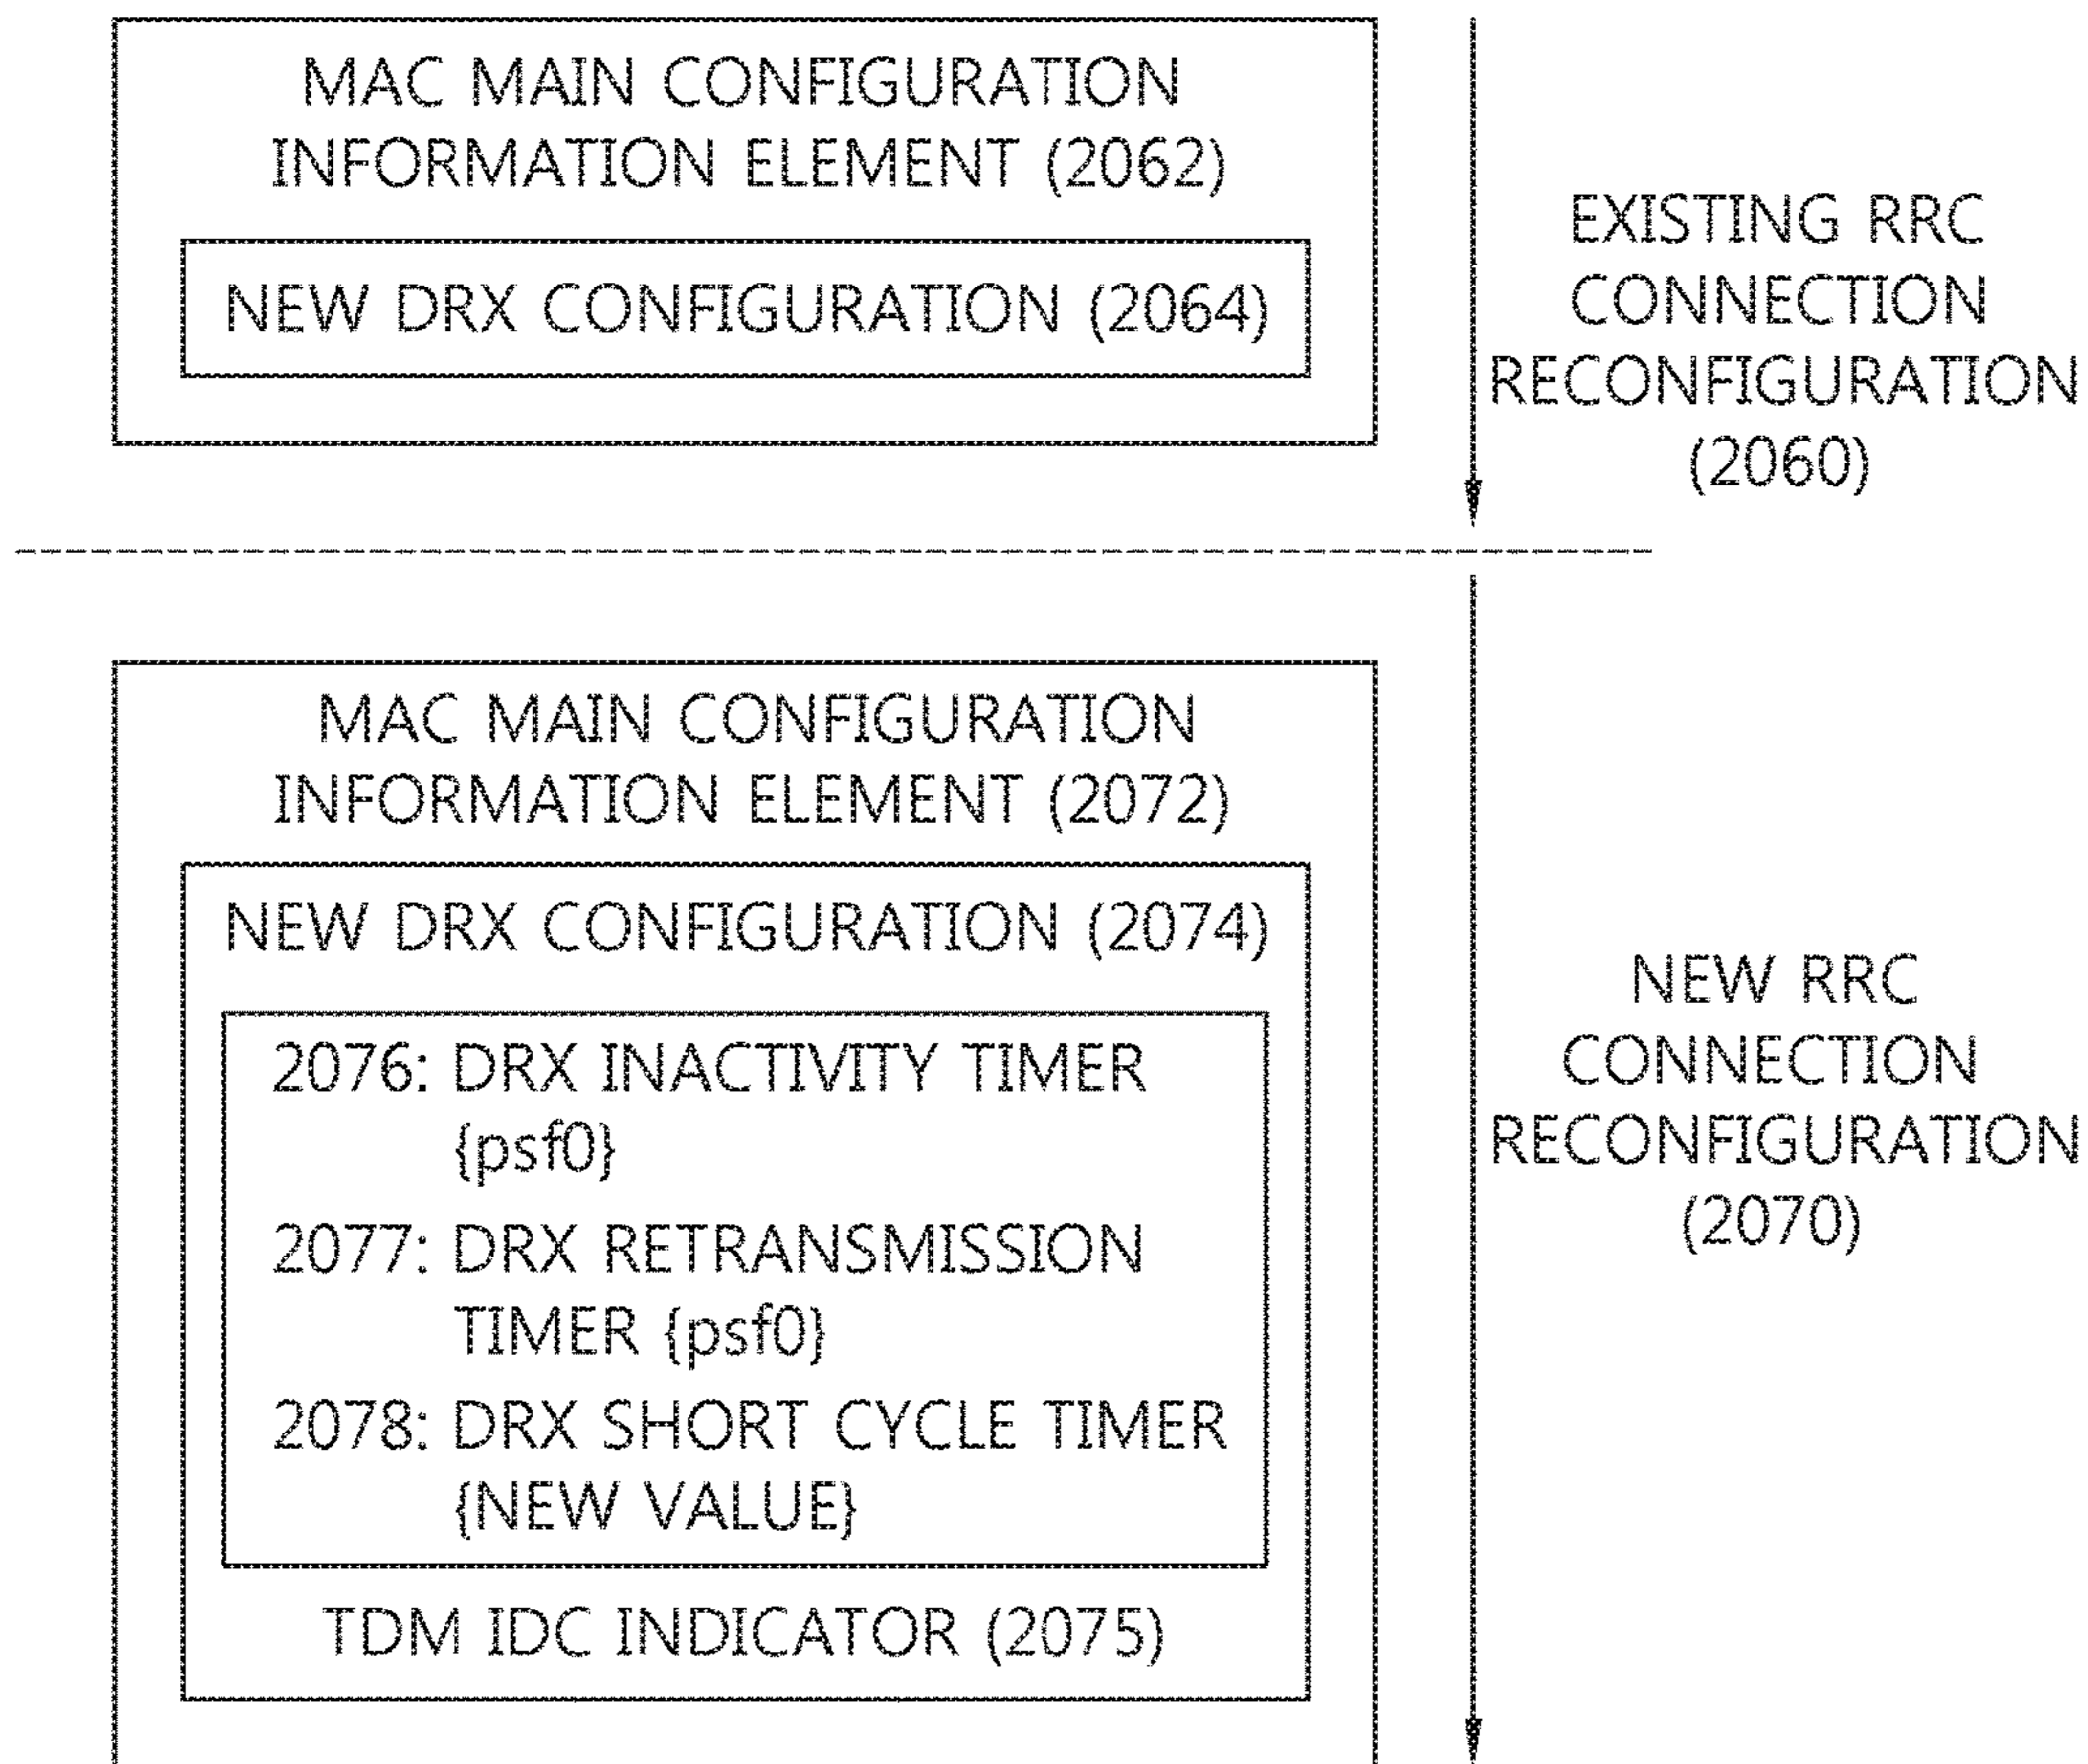 MAC MAIN CONFIGURATION
INFORMATION ELEMENT (2062)
NEW DRX CONFIGURATION (2064)
EXISTING RRC
CONNECTION
RECONFIGURATION
(2060)
MAC MAIN CONFIGURATION
INFORMATION ELEMENT (2072)
NEW DRX CONFIGURATION (2074)
2076: DRX INACTIVITY TIMER
{psf0}
2077: DRX RETRANSMISSION
TIMER {psf0}
2078: DRX SHORT CYCLE TIMER
{NEW VALUE}
TDM IDC INDICATOR (2075)
NEW RRC
CONNECTION
RECONFIGURATION
(2070)